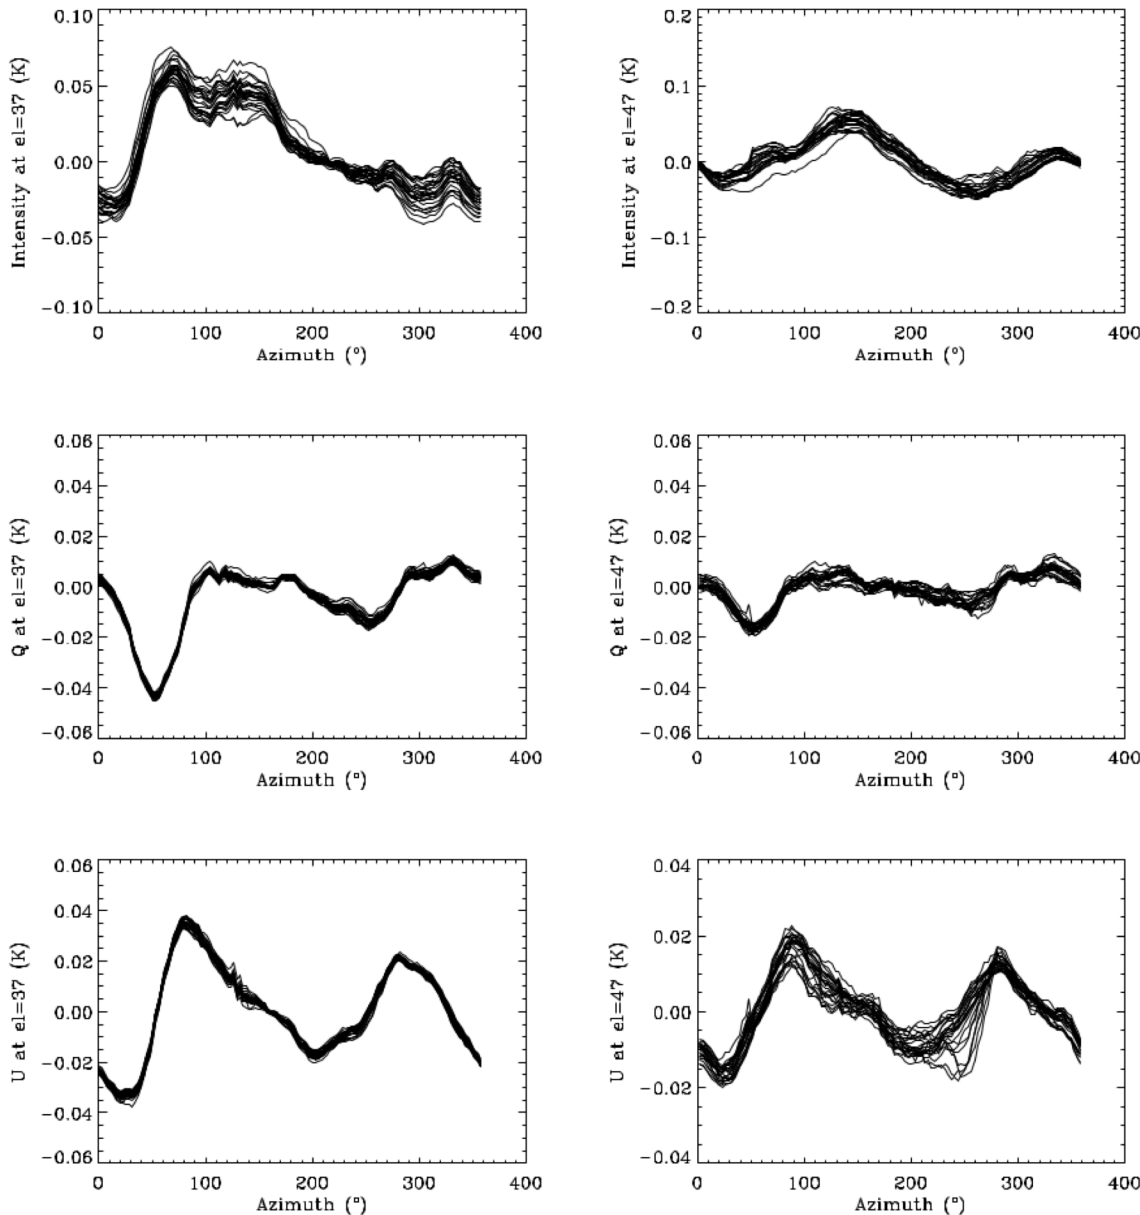 0.10
0.05
0.00
−0.05
−0.10
Intensity at el=37 (K)
0 100 200 300 400
Azimuth (°)
0.2
0.1
0.0
−0.1
−0.2
Intensity at el=47 (K)
0 100 200 300 400
Azimuth (°)
0.06
0.04
0.02
0.00
−0.02
−0.04
−0.06
Q at el=37 (K)
0 100 200 300 400
Azimuth (°)
0.06
0.04
0.02
0.00
−0.02
−0.04
−0.06
Q at el=47 (K)
0 100 200 300 400
Azimuth (°)
0.06
0.04
0.02
0.00
−0.02
−0.04
−0.06
U at el=37 (K)
0 100 200 300 400
Azimuth (°)
0.04
0.02
0.00
−0.02
−0.04
U at el=47 (K)
0 100 200 300 400
Azimuth (°)